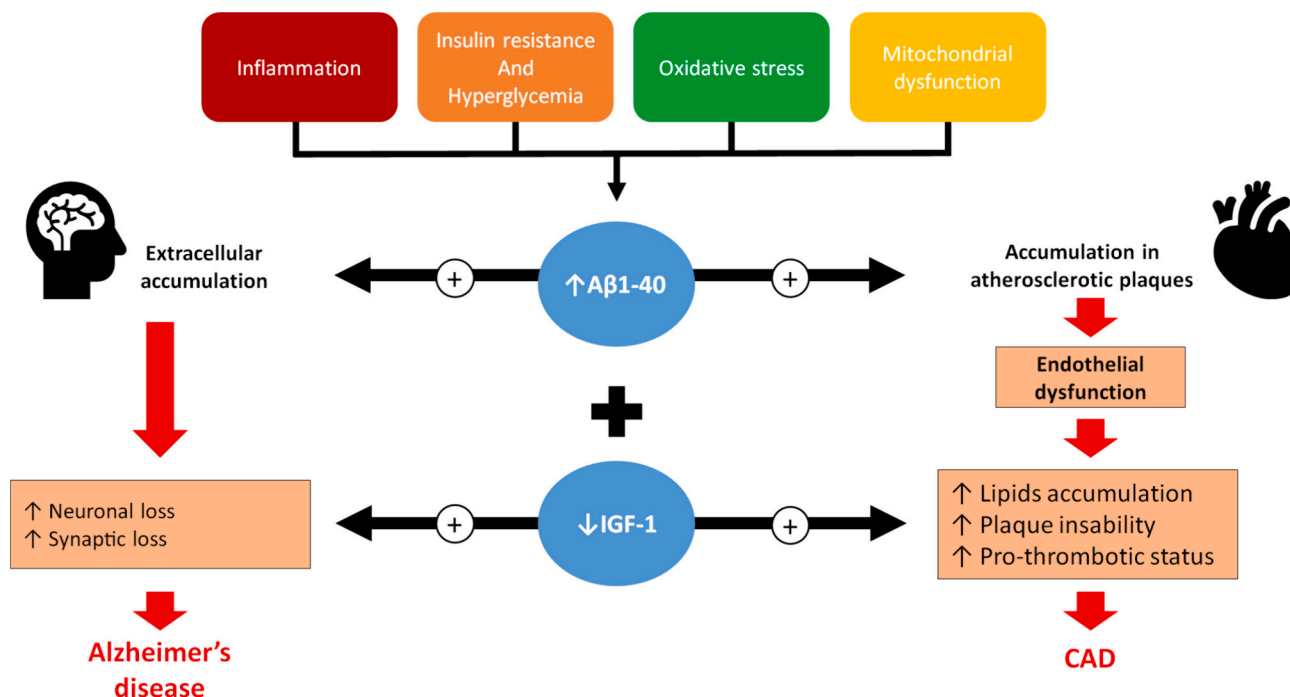 Inflammation
Insulin resistance
And
Hyperglycemia
Oxidative stress
Mitochondrial
dysfunction
Extracellular
accumulation
+
↑Aβ1-40
+
Accumulation in
atherosclerotic plaques
Endothelial
dysfunction
↑ Neuronal loss
↑ Synaptic loss
+
↓IGF-1
+
↑ Lipids accumulation
↑ Plaque insability
↑ Pro-thrombotic status
Alzheimer's
disease
CAD